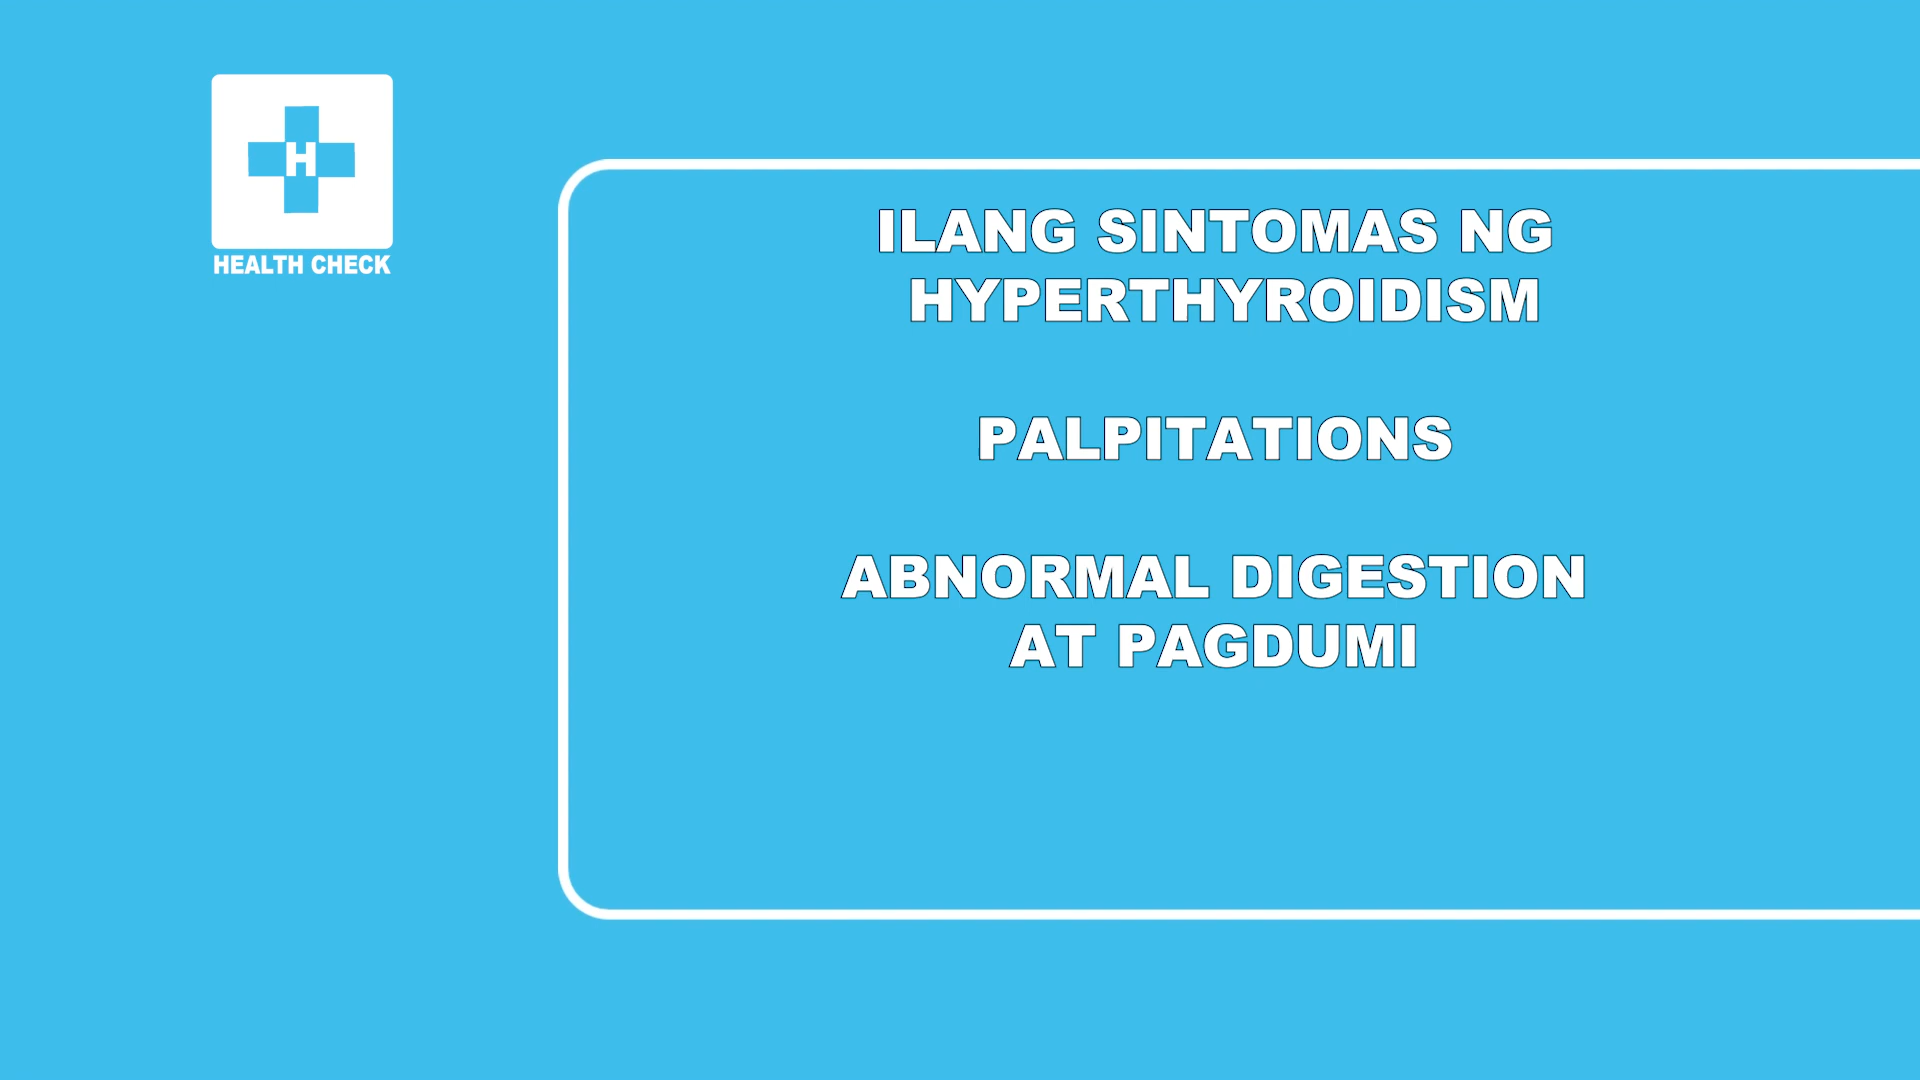 H
HEALTH CHECK
ILANG SINTOMAS NG
HYPERTHYROIDISM
PALPITATIONS
ABNORMAL DIGESTION
AT PAGDUMI